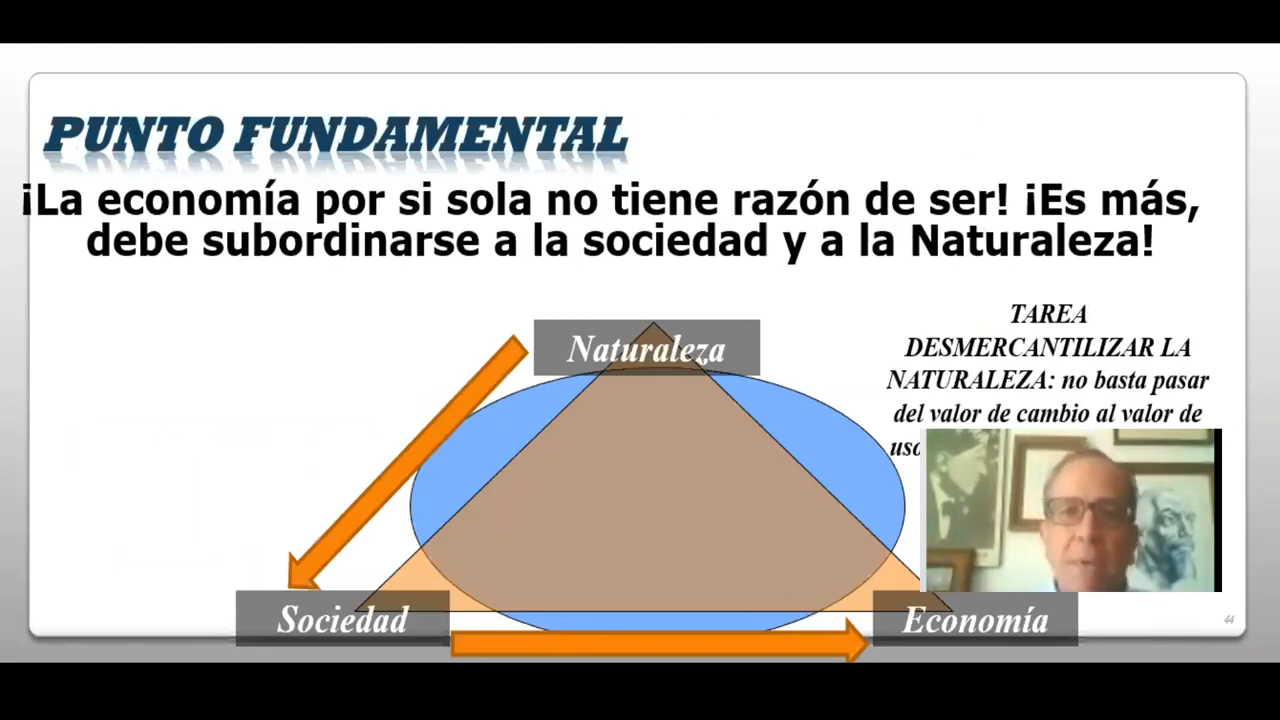 PUNTO FUNDAMENTAL
¡La economía por si sola no tiene razón de ser! ¡Es más,
debe subordinarse a la sociedad y a la Naturaleza!
TAREA
DESMERCANTILIZAR LA
NATURALEZA: no basta pasar
del valor de cambio al valor de
Naturaleza
Sociedad
Economía
44